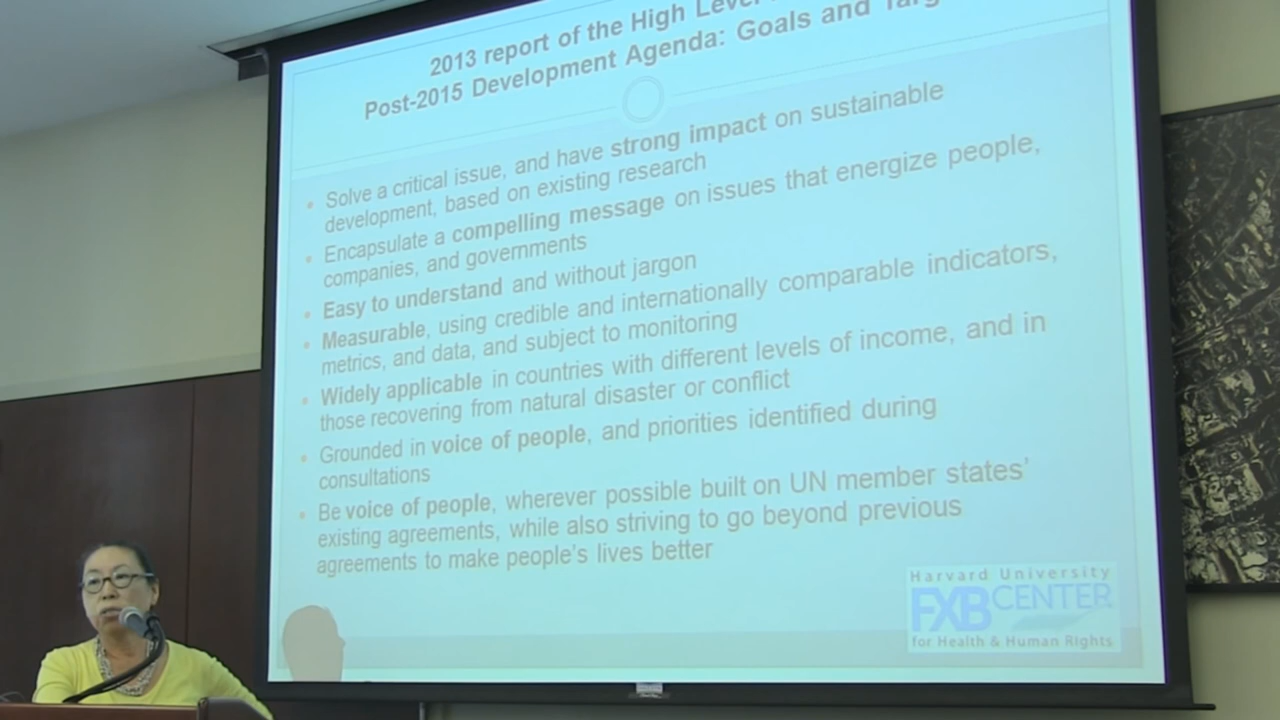 2013 report of the High Level
Post-2015 Development Agenda: Goals and
Solve a critical issue, and have strong impact on sustainable
development, based on existing research
Encapsulate a compelling message on issues that energize people,
companies, and governments
Easy to understand and without jargon
Measurable, using credible and internationally comparable indicators,
metrics, and data, and subject to monitoring
Widely applicable in countries with different levels of income, and in
those recovering from natural disaster or conflict
Grounded in voice of people, and priorities identified during
consultations
Be voice of people, wherever possible built on UN member states’
existing agreements, while also striving to go beyond previous
agreements to make people’s lives better
Harvard University
FXB CENTER
for Health & Human Rights